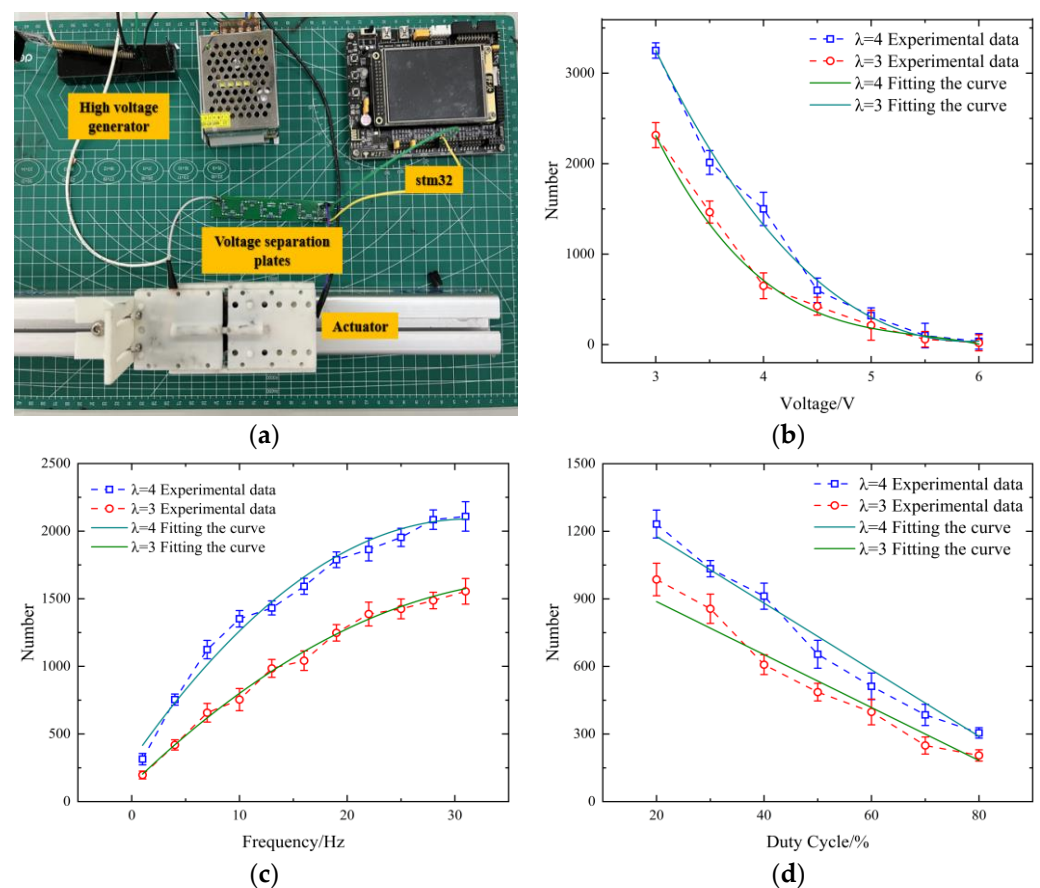 High voltage
generator
stm32
Voltage separation
plates
Actuator
(a)
3000
2000
1000
0
Number
3
4
5
6
Voltage/V
λ=4 Experimental data
λ=3 Experimental data
λ=4 Fitting the curve
λ=3 Fitting the curve
(b)
2500
2000
1500
1000
500
0
Number
0
10
20
30
Frequency/Hz
λ=4 Experimental data
λ=3 Experimental data
λ=4 Fitting the curve
λ=3 Fitting the curve
(c)
1500
1200
900
600
300
0
Number
20
40
60
80
Duty Cycle/%
λ=4 Experimental data
λ=3 Experimental data
λ=4 Fitting the curve
λ=3 Fitting the curve
(d)